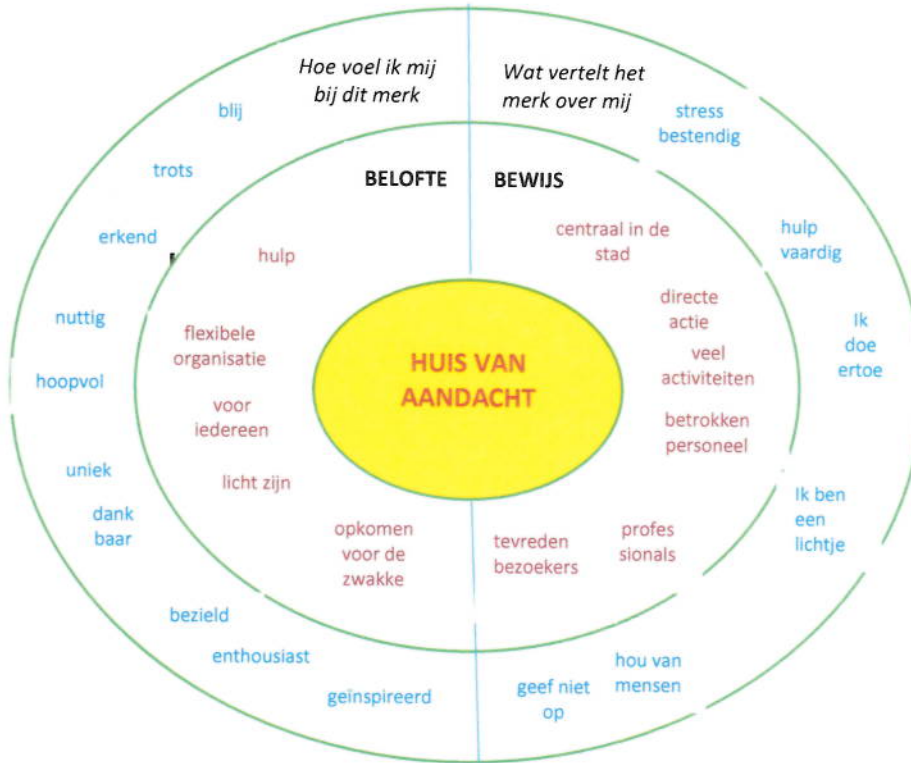 Hoe voel ik mij
bij dit merk
Wat vertelt het
merk over mij
blij
trots
erkend
nuttig
hoopvol
uniek
dank
baar
bezield
enthousiast
geïnspireerd
stress
bestendig
hulp
vaardig
Ik
doe
ertoe
Ik ben
een
lichtje
hou van
mensen
geef niet
op
BELOFTE
BEWIJS
hulp
flexibele
organisatie
voor
iedereen
licht zijn
opkomen
voor de
zwakke
centraal in de
stad
directe
actie
veel
activiteiten
betrokken
personeel
profes
sionals
tevreden
bezoekers
HUIS VAN
AANDACHT